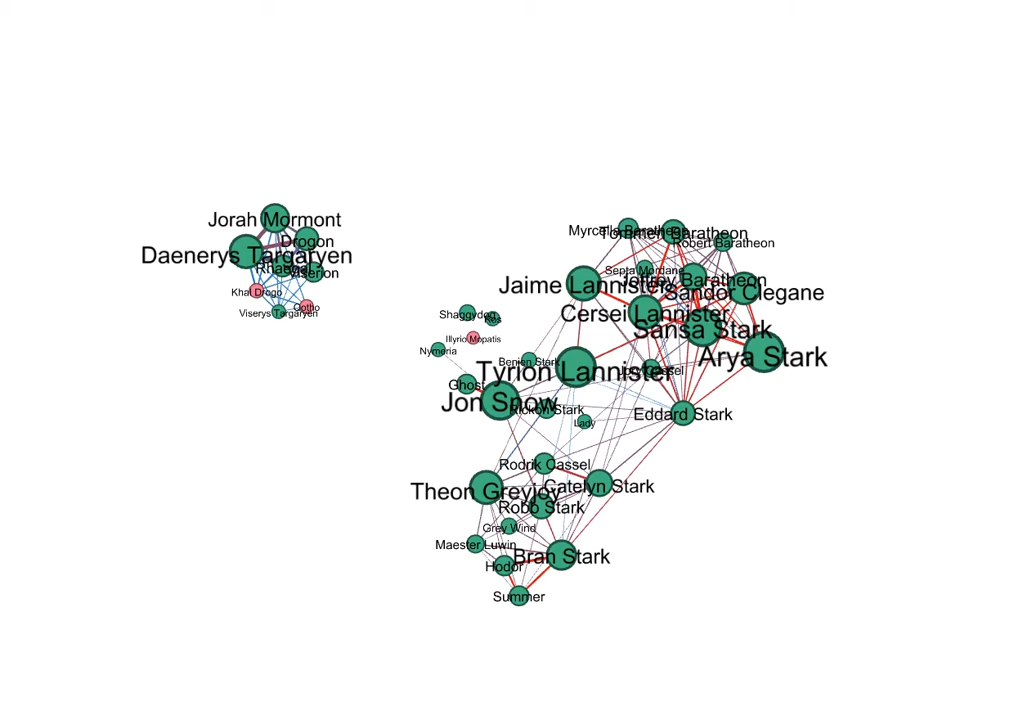 Jorah Mormont
Drogon
Daenerys Targaryen
Rhaegal
Viserion
Khal Drogo
Qotho
Viserys Targaryen
Myrcella Baratheon
Tommen Baratheon
Robert Baratheon
Septa Mordane
Joffrey Baratheon
Jaime Lannister
Sandor Clegane
Cersei Lannister
Sansa Stark
Shaggydog
Ros
Illyrio Mopatis
Nymeria
Benjen Stark
Arya Stark
Tyrion Lannister
Jory Cassel
Ghost
Jon Snow
Rickon Stark
Eddard Stark
Lady
Rodrik Cassel
Theon Greyjoy
Catelyn Stark
Robb Stark
Grey Wind
Maester Luwin
Bran Stark
Hodor
Summer